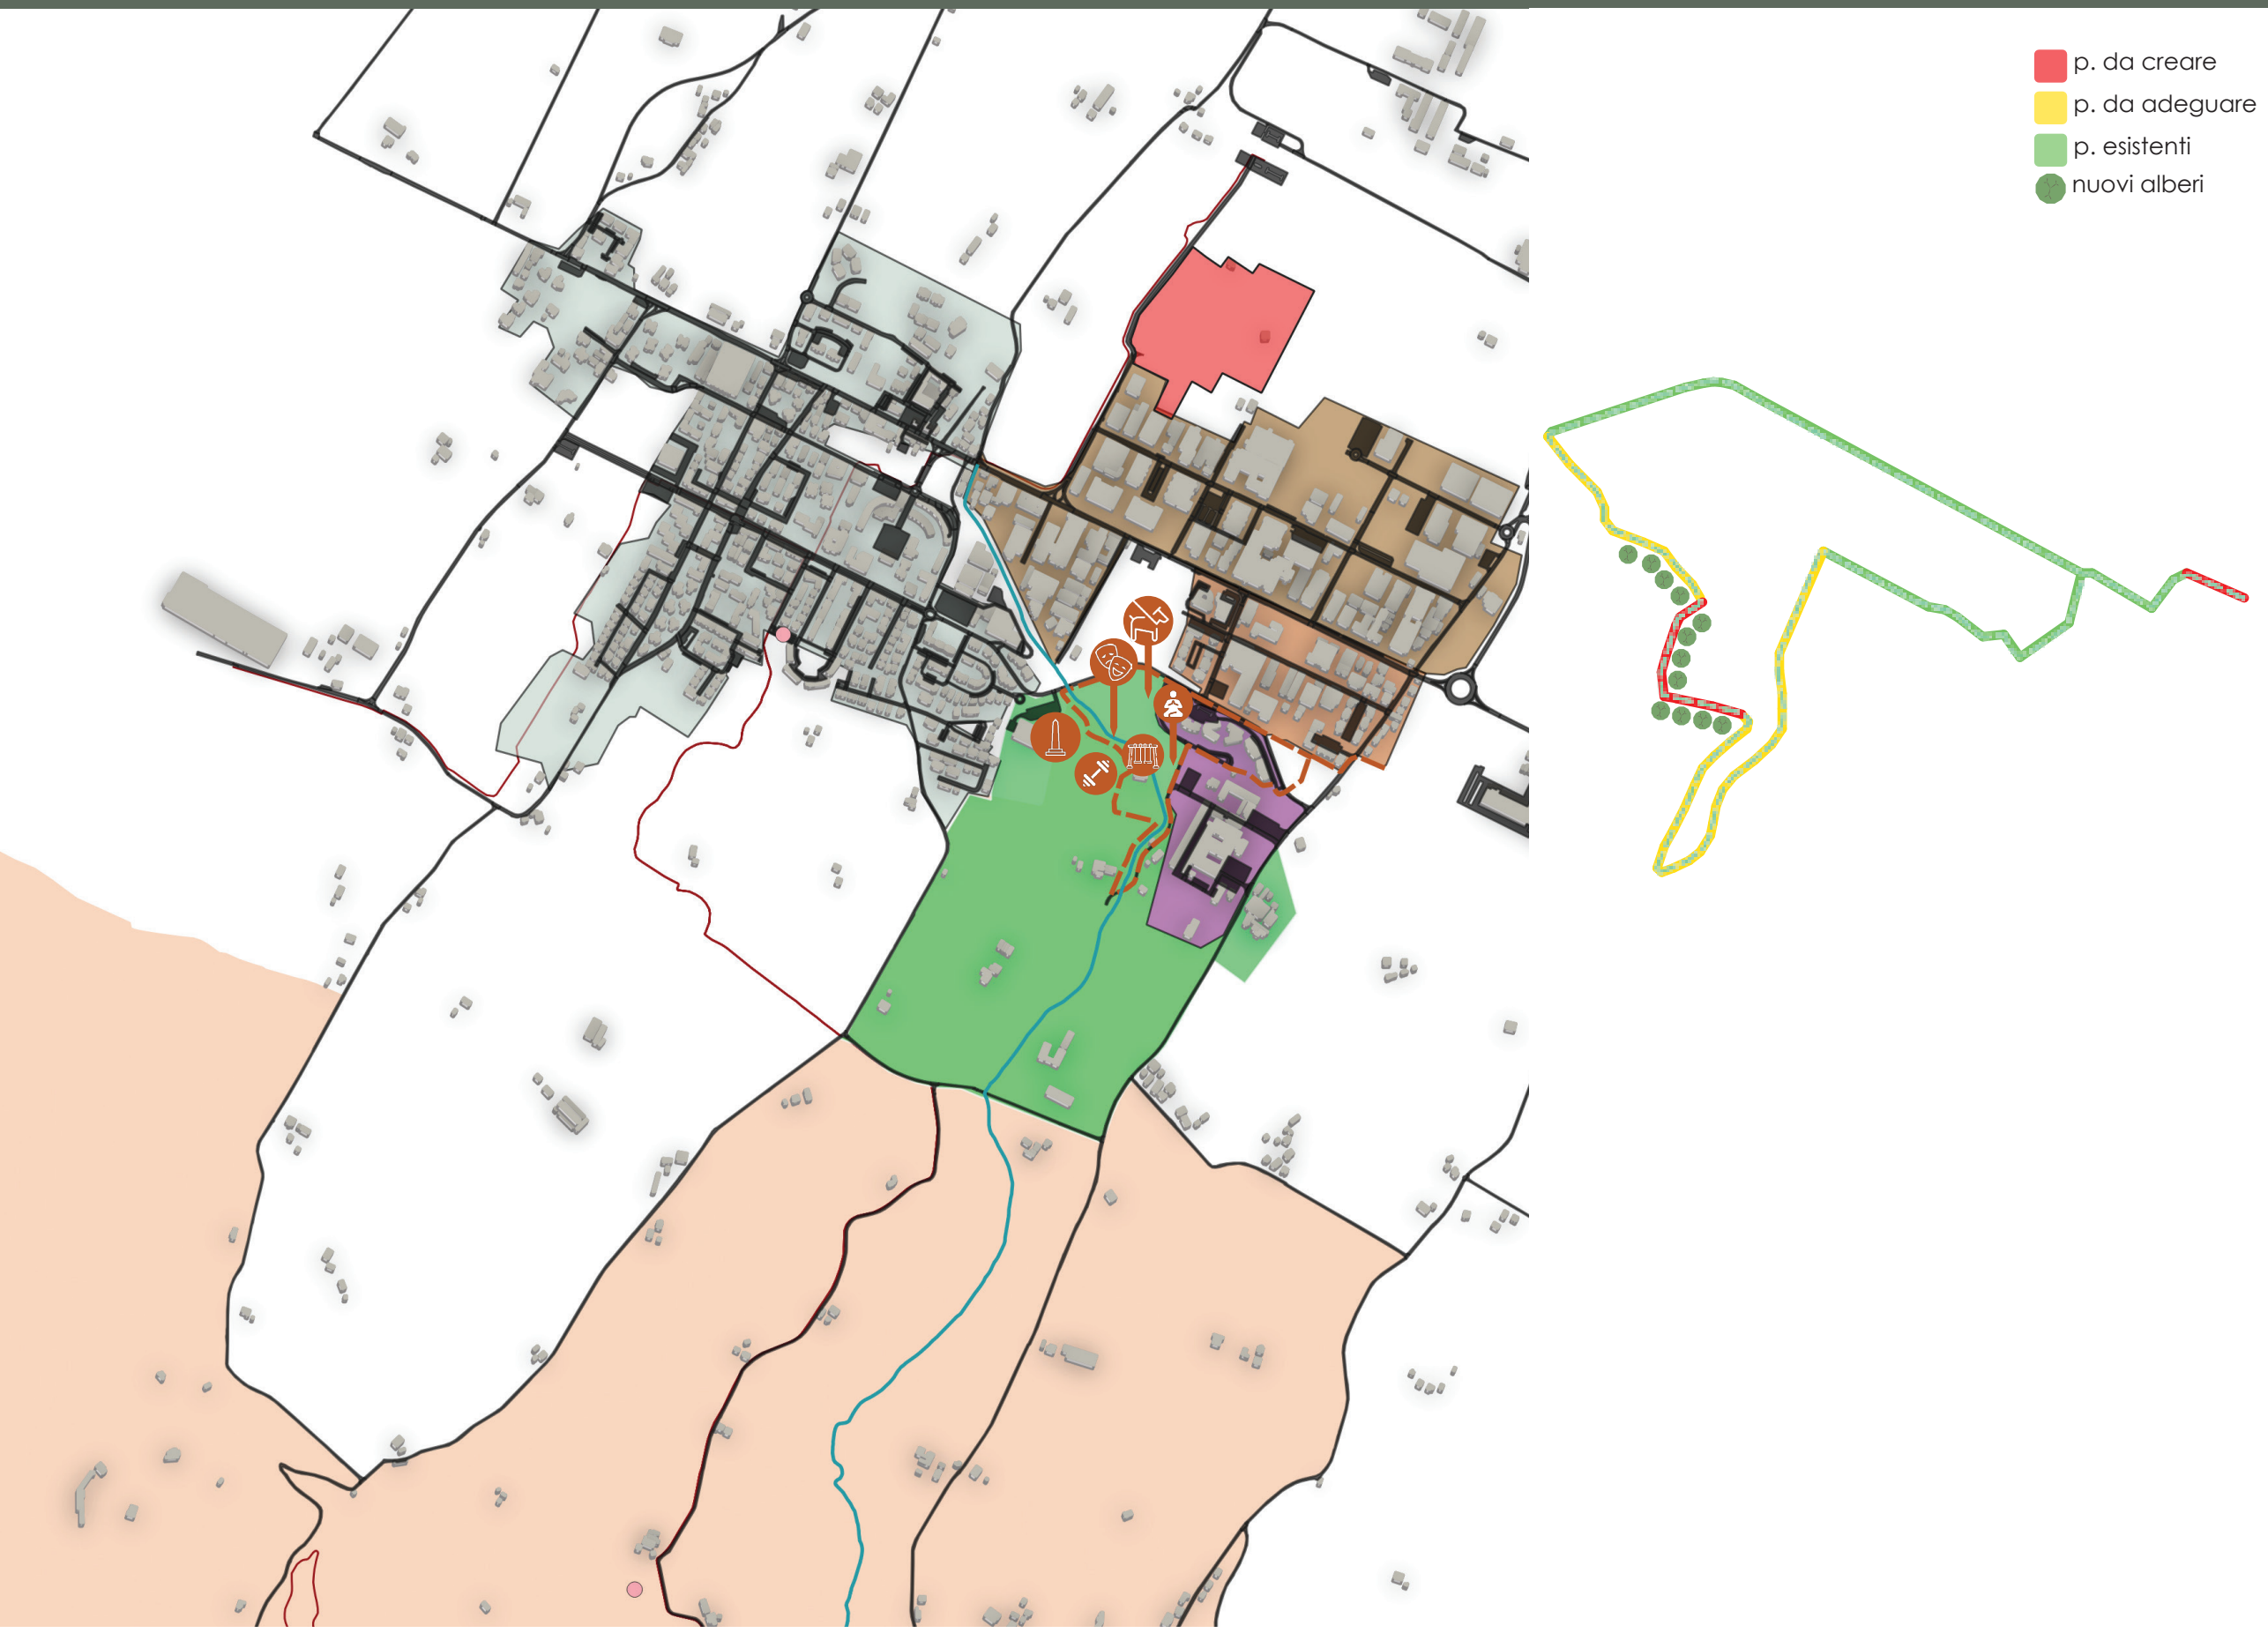 p. da creare
p. da adeguare
p. esistenti
nuovi alberi